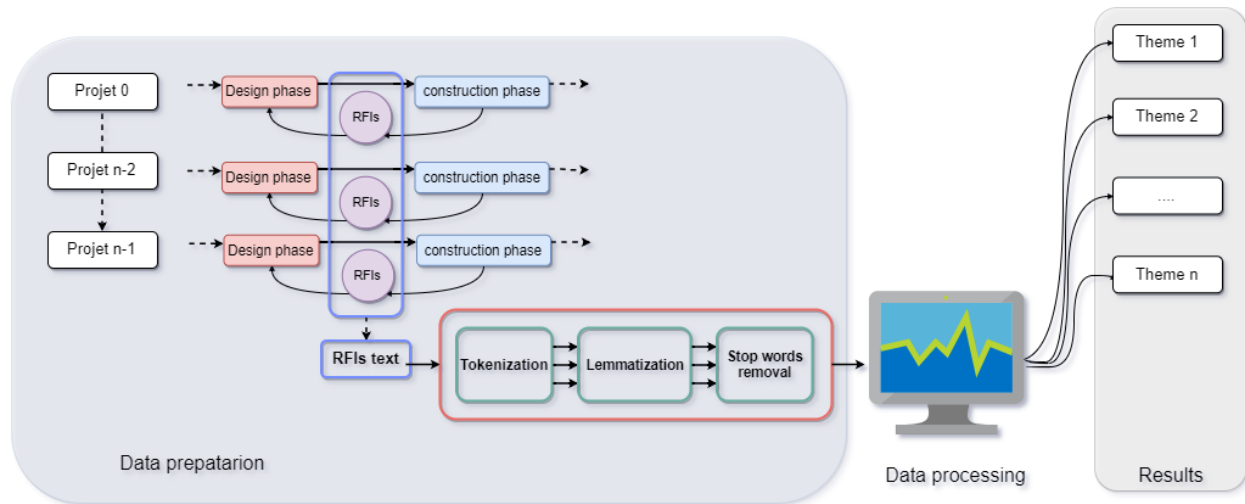 Projet 0
Design phase
RFIs
construction phase
Projet n-2
Design phase
RFIs
construction phase
Projet n-1
Design phase
RFIs
construction phase
RFIs text
Tokenization
Lemmatization
Stop words
removal
Data prepatarion
Data processing
Theme 1
Theme 2
....
Theme n
Results